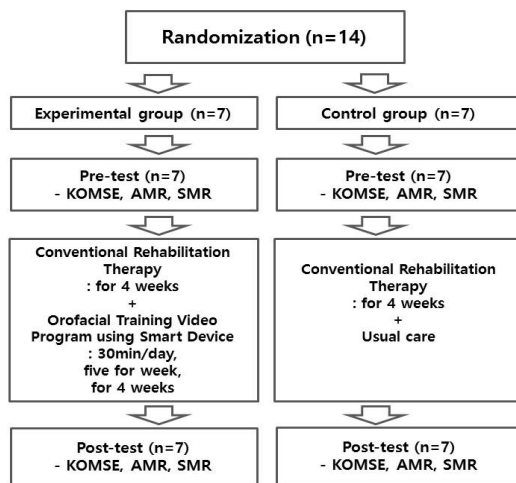 Randomization (n=14)
Experimental group (n=7)
Control group (n=7)
Pre-test (n=7)
- KOMSE, AMR, SMR
Pre-test (n=7)
- KOMSE, AMR, SMR
Conventional Rehabilitation
Therapy
: for 4 weeks
+
Orofacial Training Video
Program using Smart Device
: 30min/day,
five for week,
for 4 weeks
Conventional Rehabilitation
Therapy
: for 4 weeks
+
Usual care
Post-test (n=7)
- KOMSE, AMR, SMR
Post-test (n=7)
- KOMSE, AMR, SMR